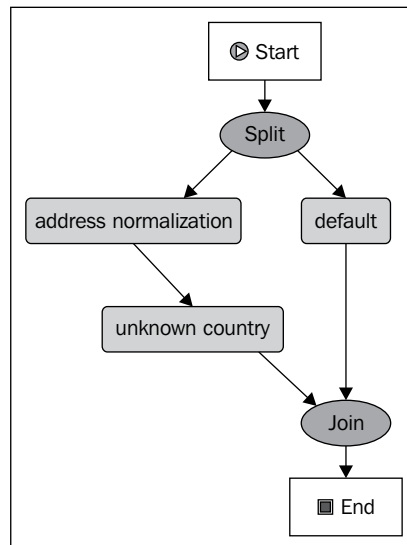 Start
Split
address normalization
default
unknown country
Join
End